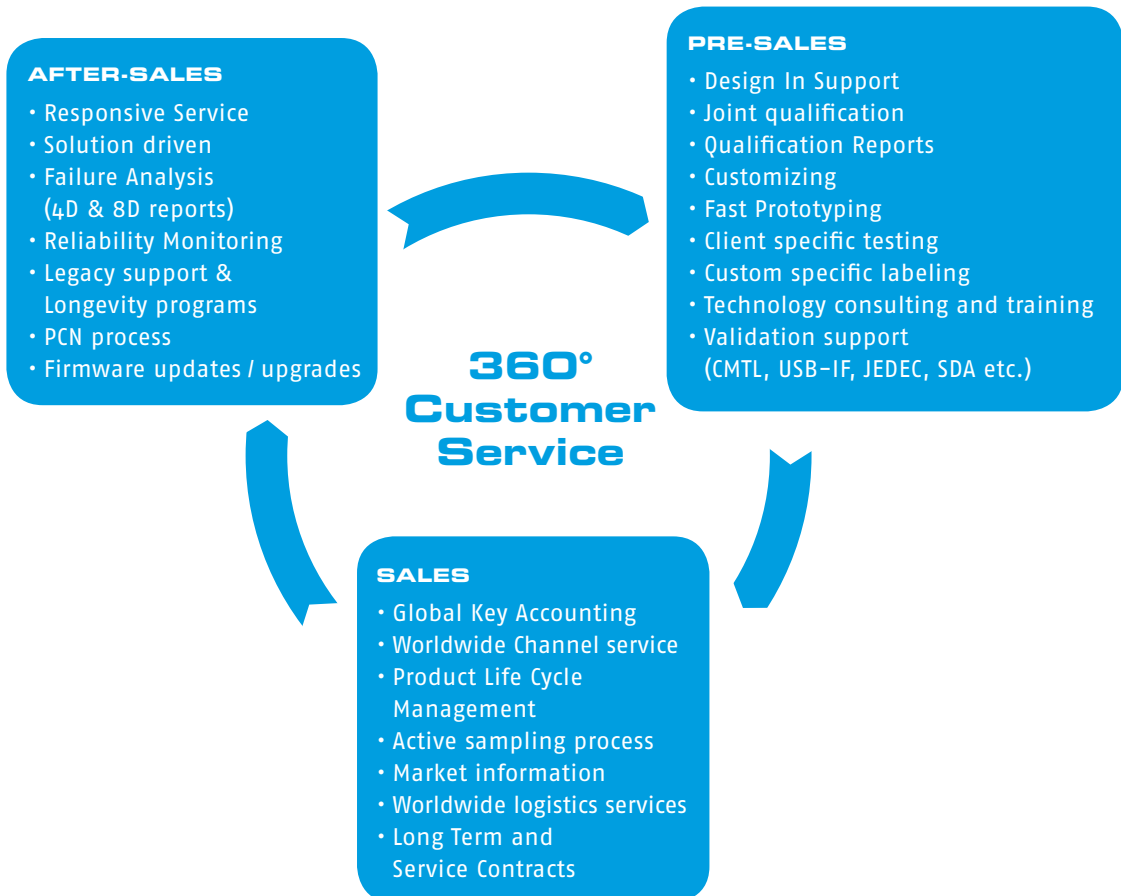 AFTER-SALES
• Responsive Service
• Solution driven
• Failure Analysis
(4D & 8D reports)
• Reliability Monitoring
• Legacy support &
Longevity programs
• PCN process
• Firmware updates / upgrades
PRE-SALES
• Design In Support
• Joint qualification
• Qualification Reports
• Customizing
• Fast Prototyping
• Client specific testing
• Custom specific labeling
• Technology consulting and training
• Validation support
(CMTL, USB-IF, JEDEC, SDA etc.)
360°
Customer
Service
SALES
• Global Key Accounting
• Worldwide Channel service
• Product Life Cycle
Management
• Active sampling process
• Market information
• Worldwide logistics services
• Long Term and
Service Contracts